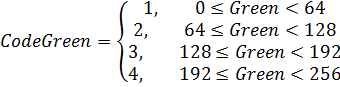 CodeGreen = { 1, 0 ≤ Green < 64
2, 64 ≤ Green < 128
3, 128 ≤ Green < 192
4, 192 ≤ Green < 256